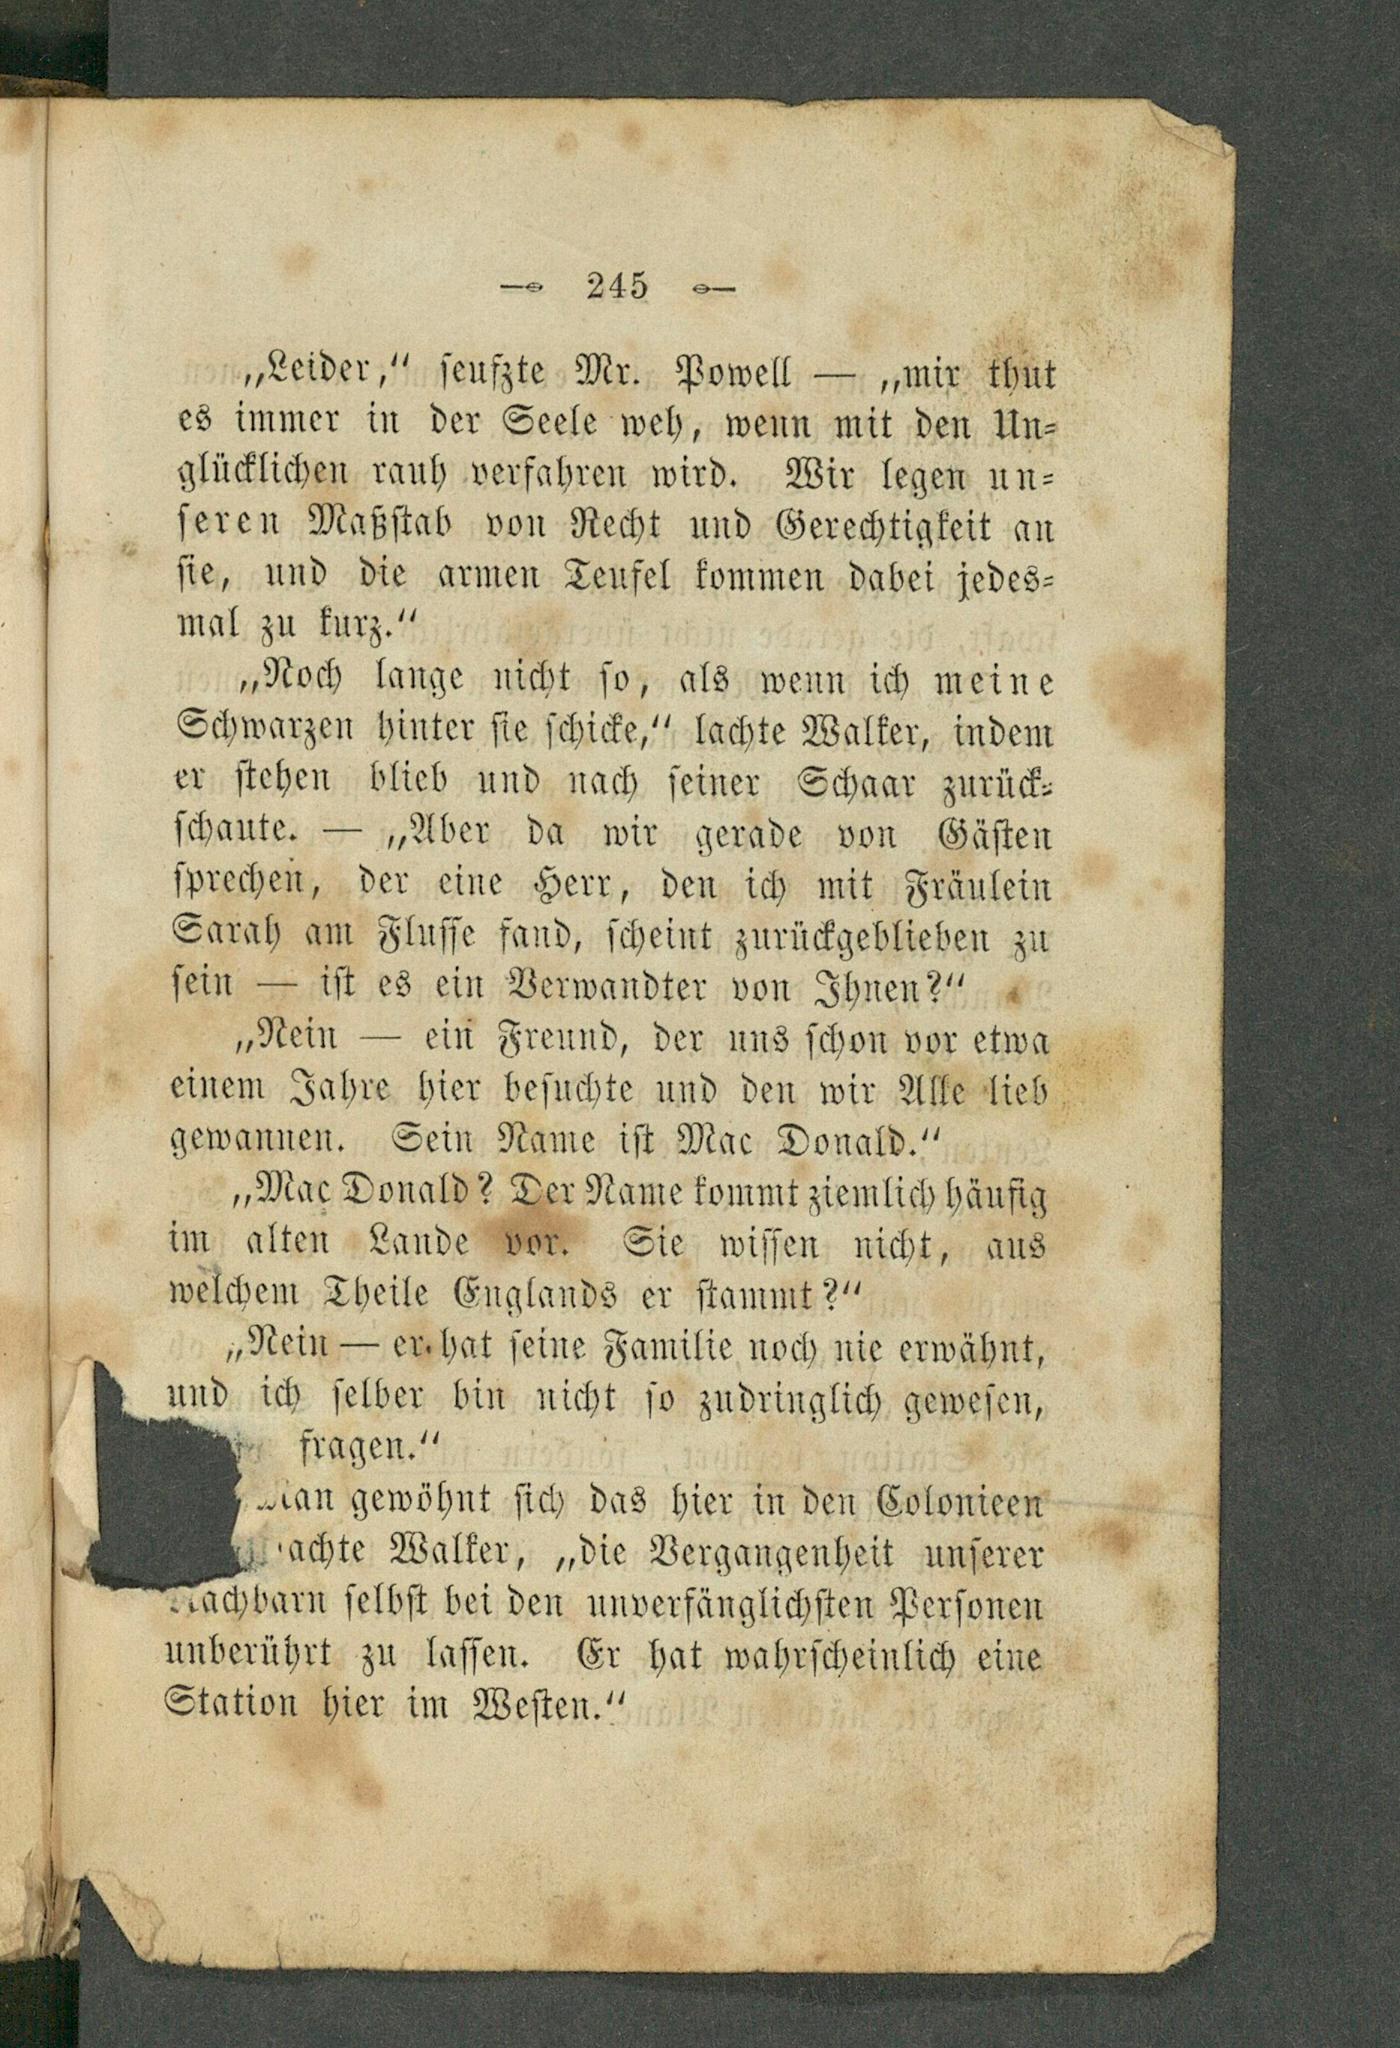 245
„Leider,“ seufzte Mr. Powell — „mir thut
es immer in der Seele weh, wenn mit den Un-
glücklichen rauh verfahren wird. Wir legen un-
seren Maßstab von Recht und Gerechtigkeit an
sie, und die armen Teufel kommen dabei jedes-
mal zu kurz.“
„Noch lange nicht so, als wenn ich meine
Schwarzen hinter sie schicke,“ lachte Walker, indem
er stehen blieb und nach seiner Schaar zurück-
schaute. — „Aber da wir gerade von Gästen
sprechen, der eine Herr, den ich mit Fräulein
Sarah am Flusse fand, scheint zurückgeblieben zu
sein — ist es ein Verwandter von Ihnen?“
„Nein — ein Freund, der uns schon vor etwa
einem Jahre hier besuchte und den wir Alle lieb
gewannen. Sein Name ist Mac Donald.“
„Mac Donald? Der Name kommt ziemlich häufig
im alten Lande vor. Sie wissen nicht, aus
welchem Theile Englands er stammt?“
„Nein — er hat seine Familie noch nie erwähnt,
und ich selber bin nicht so zudringlich gewesen,
fragen.“
Man gewöhnt sich das hier in den Colonieen
achte Walker, „die Vergangenheit unserer
Nachbarn selbst bei den unverfänglichsten Personen
unberührt zu lassen. Er hat wahrscheinlich eine
Station hier im Westen.“